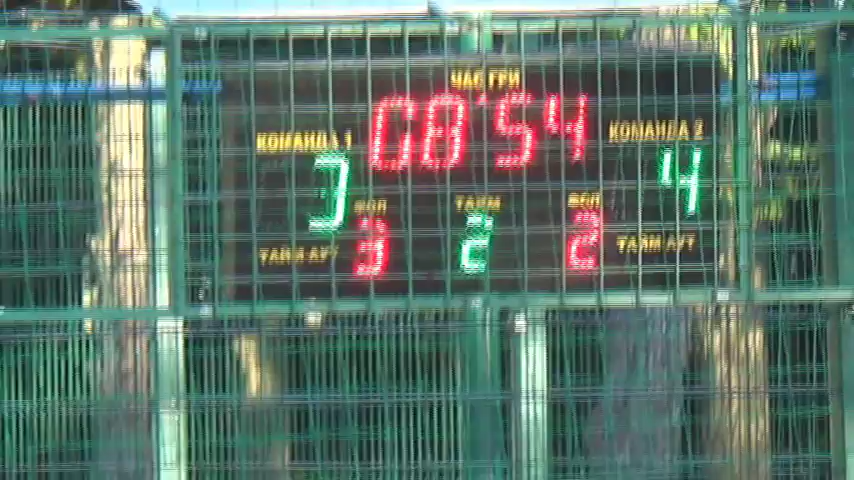 ЧАС ГРИ
КОМАНДА 1 08:54 КОМАНДА 2
3 4
ФОЛ ТАЙМ ФОЛ
ТАЙМ АУТ 3 2 2 ТАЙМ АУТ